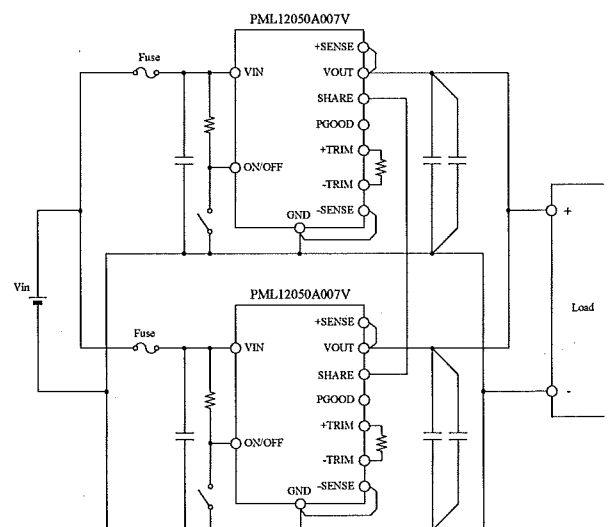 PML12050A007V
+SENSE
Fuse
VIN
VOUT
SHARE
PGOOD
+TRIM
ON/OFF
-TRIM
GND
-SENSE
+
Vin
Load
PML12050A007V
+SENSE
Fuse
VIN
VOUT
SHARE
-
PGOOD
+TRIM
ON/OFF
-TRIM
GND
-SENSE